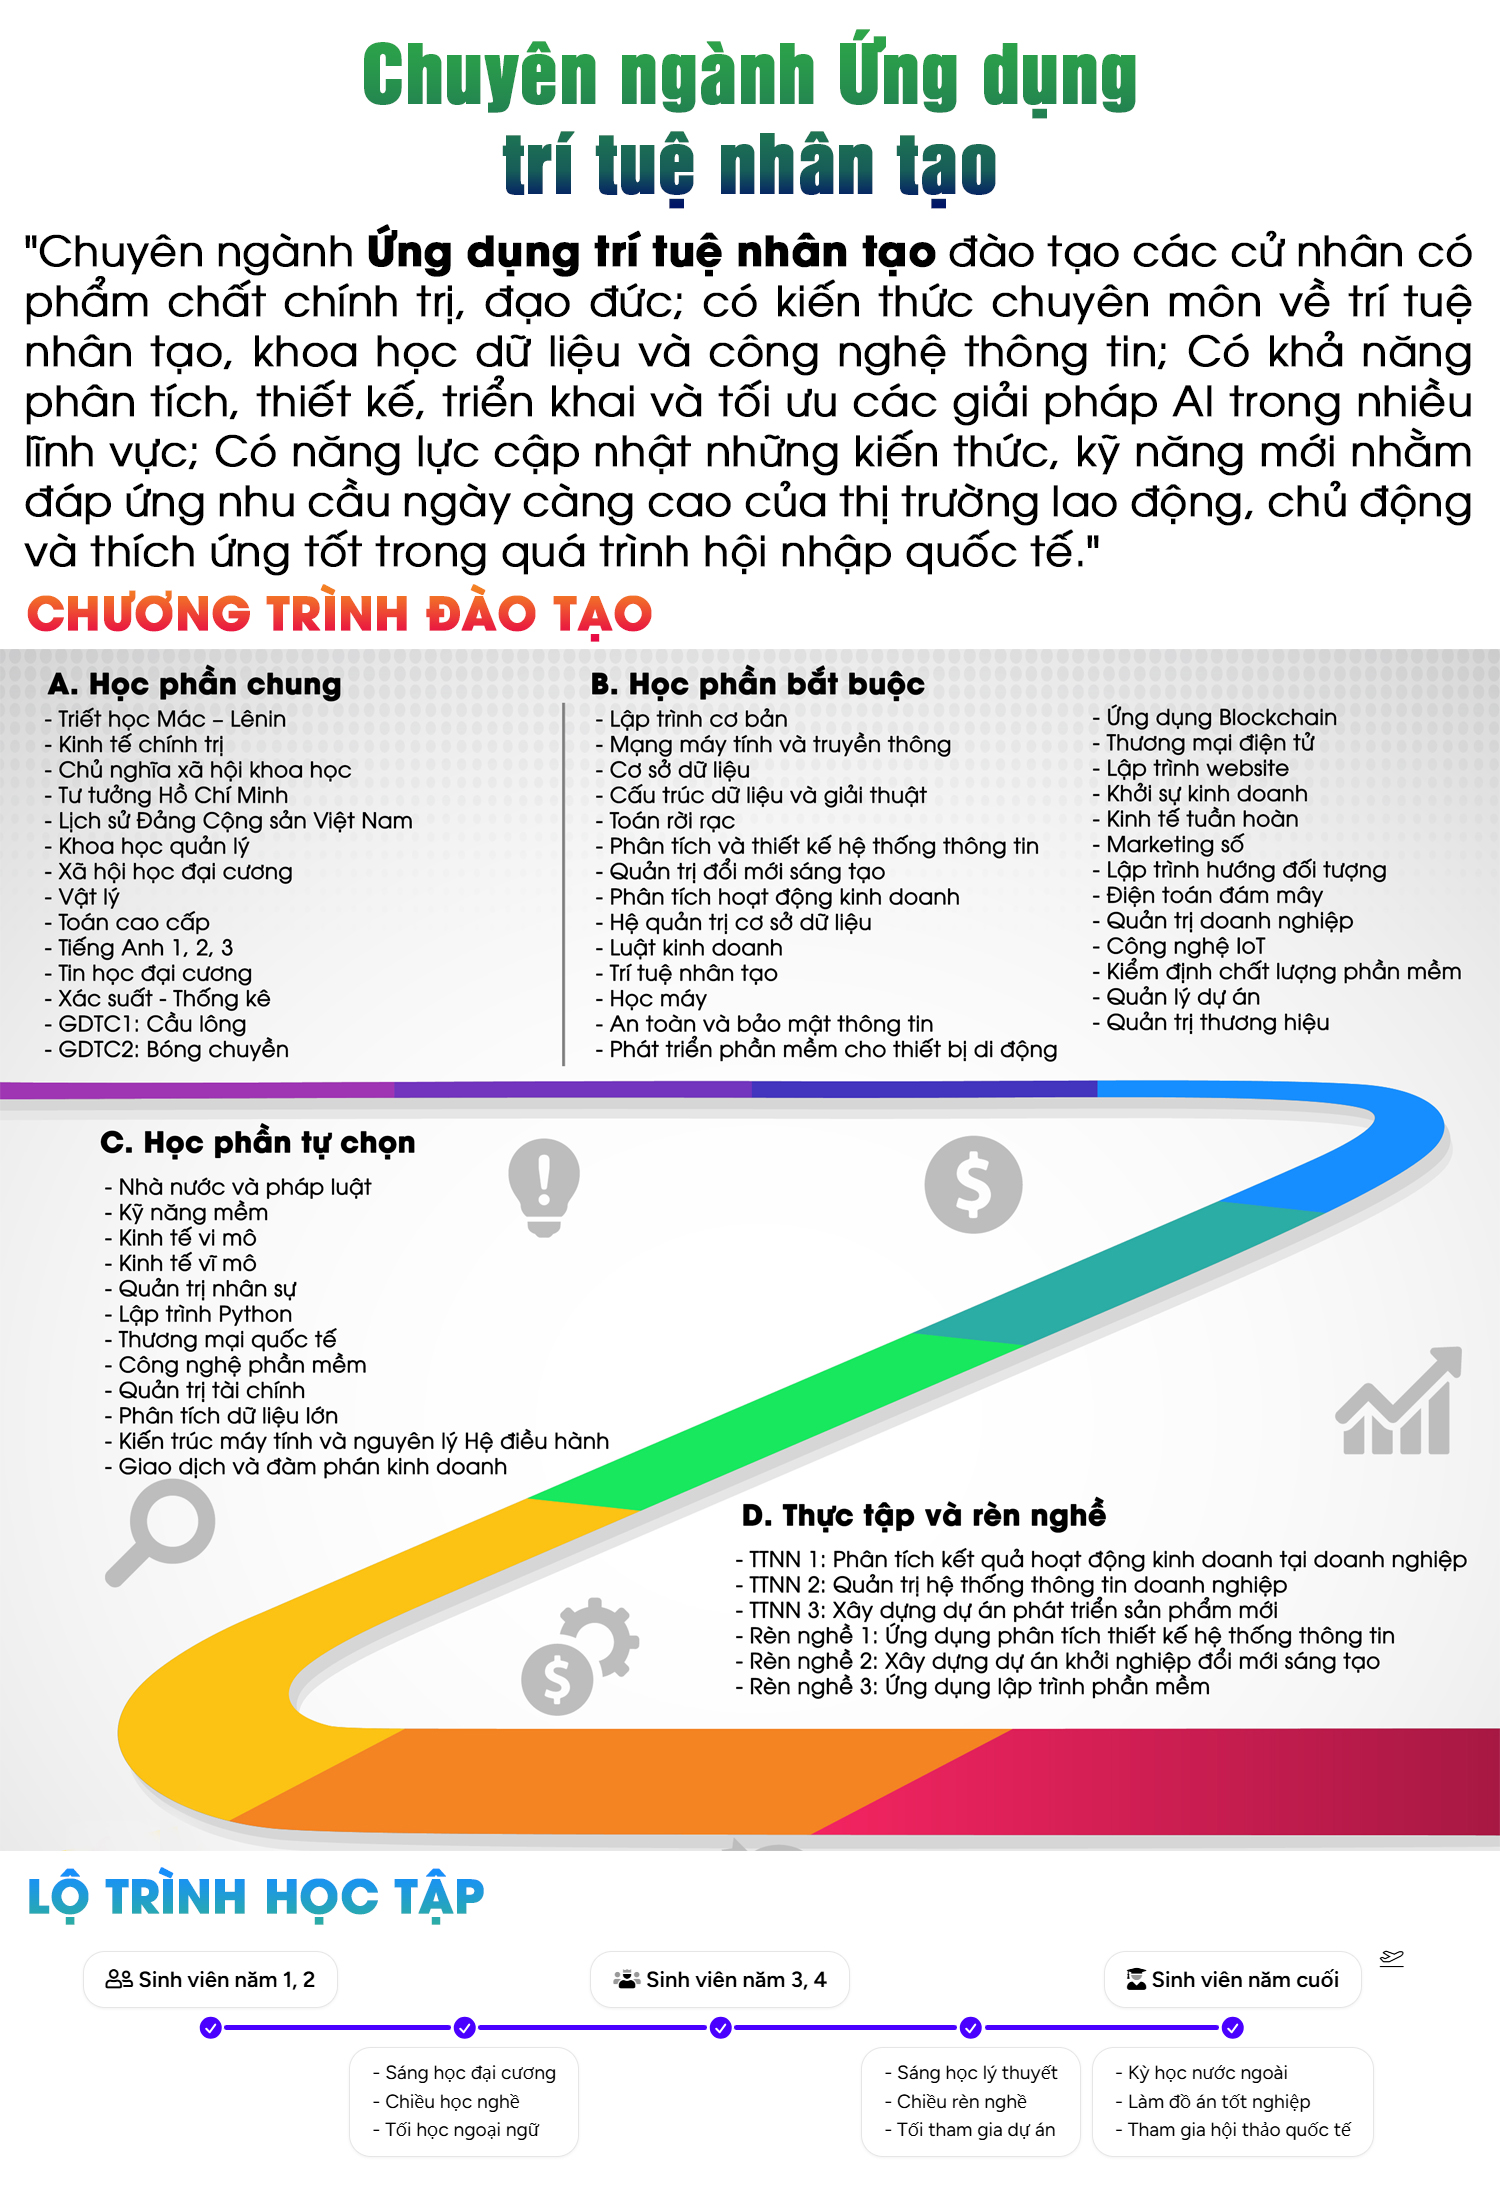 Chuyên ngành Ứng dụng
trí tuệ nhân tạo
"Chuyên ngành Ứng dụng trí tuệ nhân tạo đào tạo các cử nhân có
phẩm chất chính trị, đạo đức; có kiến thức chuyên môn về trí tuệ
nhân tạo, khoa học dữ liệu và công nghệ thông tin; Có khả năng
phân tích, thiết kế, triển khai và tối ưu các giải pháp AI trong nhiều
lĩnh vực; Có năng lực cập nhật những kiến thức, kỹ năng mới nhằm
đáp ứng nhu cầu ngày càng cao của thị trường lao động, chủ động
và thích ứng tốt trong quá trình hội nhập quốc tế."
CHƯƠNG TRÌNH ĐÀO TẠO
A. Học phần chung
- Triết học Mác – Lênin
- Kinh tế chính trị
- Chủ nghĩa xã hội khoa học
- Tư tưởng Hồ Chí Minh
- Lịch sử Đảng Cộng sản Việt Nam
- Khoa học quản lý
- Xã hội học đại cương
- Vật lý
- Toán cao cấp
- Tiếng Anh 1, 2, 3
- Tin học đại cương
- Xác suất - Thống kê
- GDTC1: Cầu lông
- GDTC2: Bóng chuyền
B. Học phần bắt buộc
- Lập trình cơ bản
- Mạng máy tính và truyền thông
- Cơ sở dữ liệu
- Cấu trúc dữ liệu và giải thuật
- Toán rời rạc
- Phân tích và thiết kế hệ thống thông tin
- Quản trị đổi mới sáng tạo
- Phân tích hoạt động kinh doanh
- Hệ quản trị cơ sở dữ liệu
- Luật kinh doanh
- Trí tuệ nhân tạo
- Học máy
- An toàn và bảo mật thông tin
- Phát triển phần mềm cho thiết bị di động
- Ứng dụng Blockchain
- Thương mại điện tử
- Lập trình website
- Khởi sự kinh doanh
- Kinh tế tuần hoàn
- Marketing số
- Lập trình hướng đối tượng
- Điện toán đám mây
- Quản trị doanh nghiệp
- Công nghệ IoT
- Kiểm định chất lượng phần mềm
- Quản lý dự án
- Quản trị thương hiệu
C. Học phần tự chọn
- Nhà nước và pháp luật
- Kỹ năng mềm
- Kinh tế vi mô
- Kinh tế vĩ mô
- Quản trị nhân sự
- Lập trình Python
- Thương mại quốc tế
- Công nghệ phần mềm
- Quản trị tài chính
- Phân tích dữ liệu lớn
- Kiến trúc máy tính và nguyên lý Hệ điều hành
- Giao dịch và đàm phán kinh doanh
D. Thực tập và rèn nghề
- TTNN 1: Phân tích kết quả hoạt động kinh doanh tại doanh nghiệp
- TTNN 2: Quản trị hệ thống thông tin doanh nghiệp
- TTNN 3: Xây dựng dự án phát triển sản phẩm mới
- Rèn nghề 1: Ứng dụng phân tích thiết kế hệ thống thông tin
- Rèn nghề 2: Xây dựng dự án khởi nghiệp đổi mới sáng tạo
- Rèn nghề 3: Ứng dụng lập trình phần mềm
LỘ TRÌNH HỌC TẬP
Sinh viên năm 1, 2
Sinh viên năm 3, 4
Sinh viên năm cuối
- Sáng học đại cương
- Chiều học nghề
- Tối học ngoại ngữ
- Sáng học lý thuyết
- Chiều rèn nghề
- Tối tham gia dự án
- Kỳ học nước ngoài
- Làm đồ án tốt nghiệp
- Tham gia hội thảo quốc tế